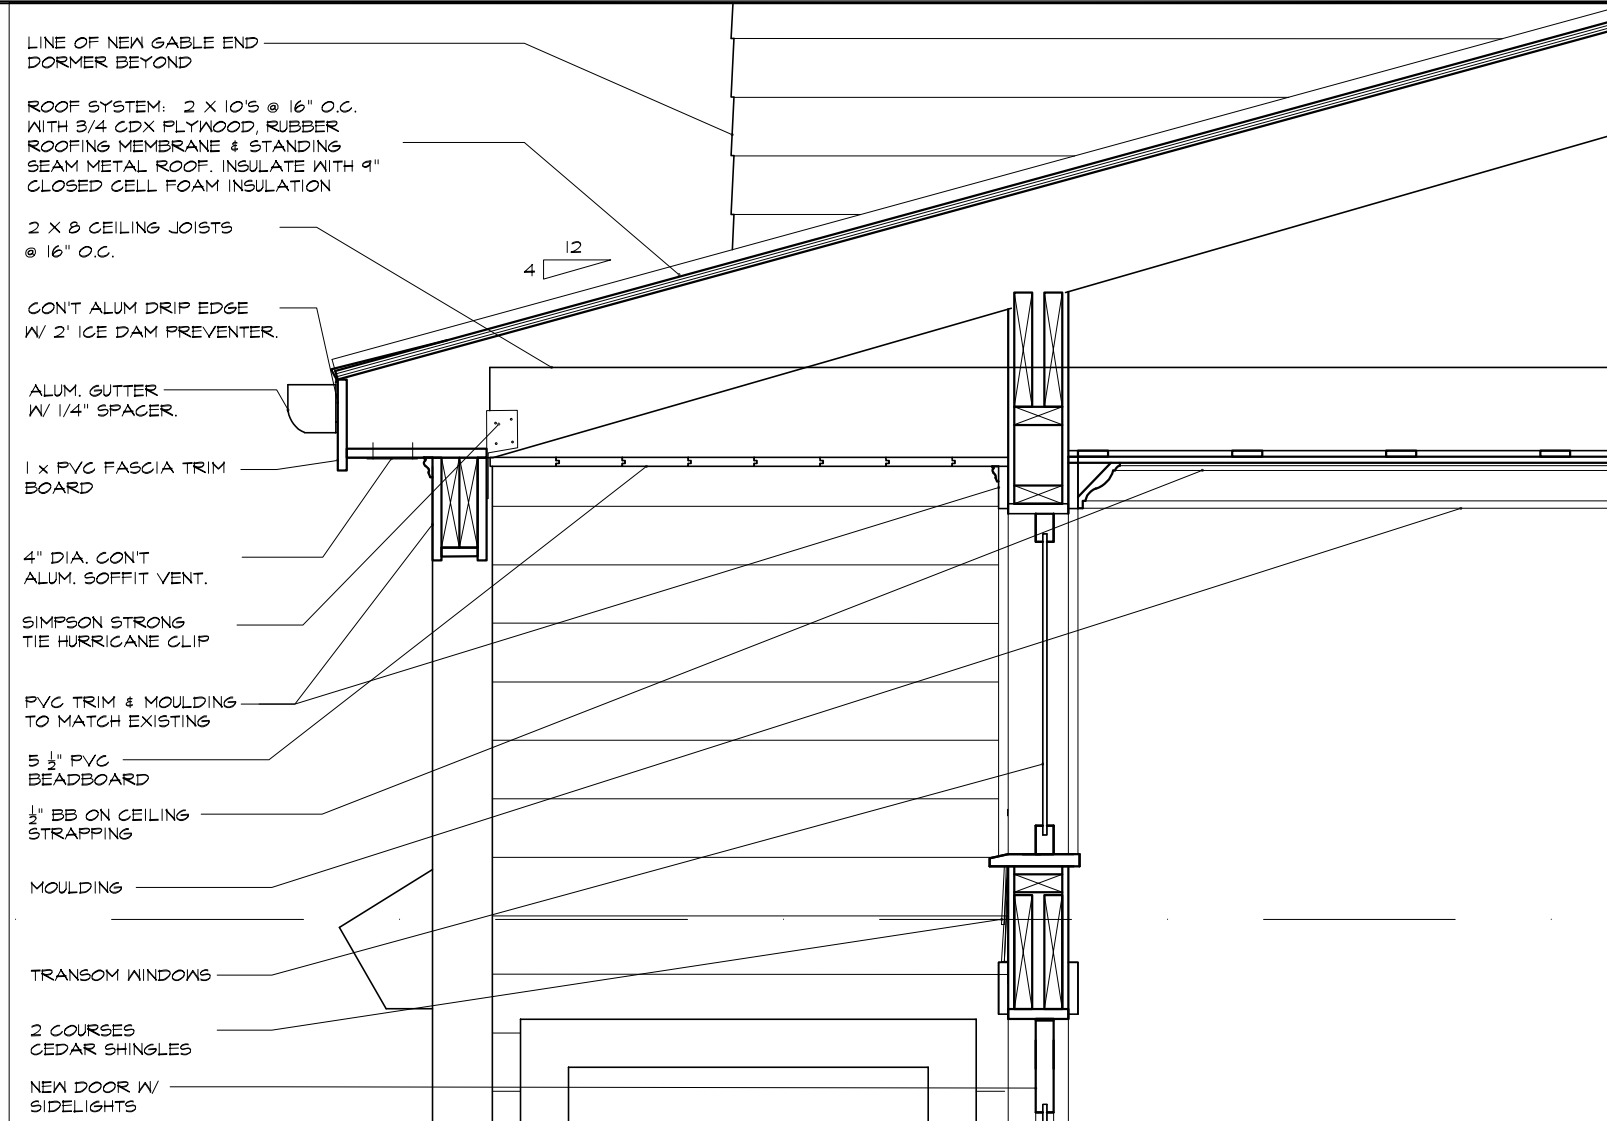 LINE OF NEW GABLE END
DORMER BEYOND
ROOF SYSTEM: 2 X 10'S @ 16" O.C.
WITH 3/4 CDX PLYWOOD, RUBBER
ROOFING MEMBRANE & STANDING
SEAM METAL ROOF. INSULATE WITH 9"
CLOSED CELL FOAM INSULATION
2 X 8 CEILING JOISTS
@ 16" O.C.
12
4
CON'T ALUM DRIP EDGE
W/ 2' ICE DAM PREVENTER.
ALUM. GUTTER
W/ 1/4" SPACER.
1 x PVC FASCIA TRIM
BOARD
4" DIA. CON'T
ALUM. SOFFIT VENT.
SIMPSON STRONG
TIE HURRICANE CLIP
PVC TRIM & MOULDING
TO MATCH EXISTING
5 1/2" PVC
BEADBOARD
1/2" BB ON CEILING
STRAPPING
MOULDING
TRANSOM WINDOWS
2 COURSES
CEDAR SHINGLES
NEW DOOR W/
SIDELIGHTS